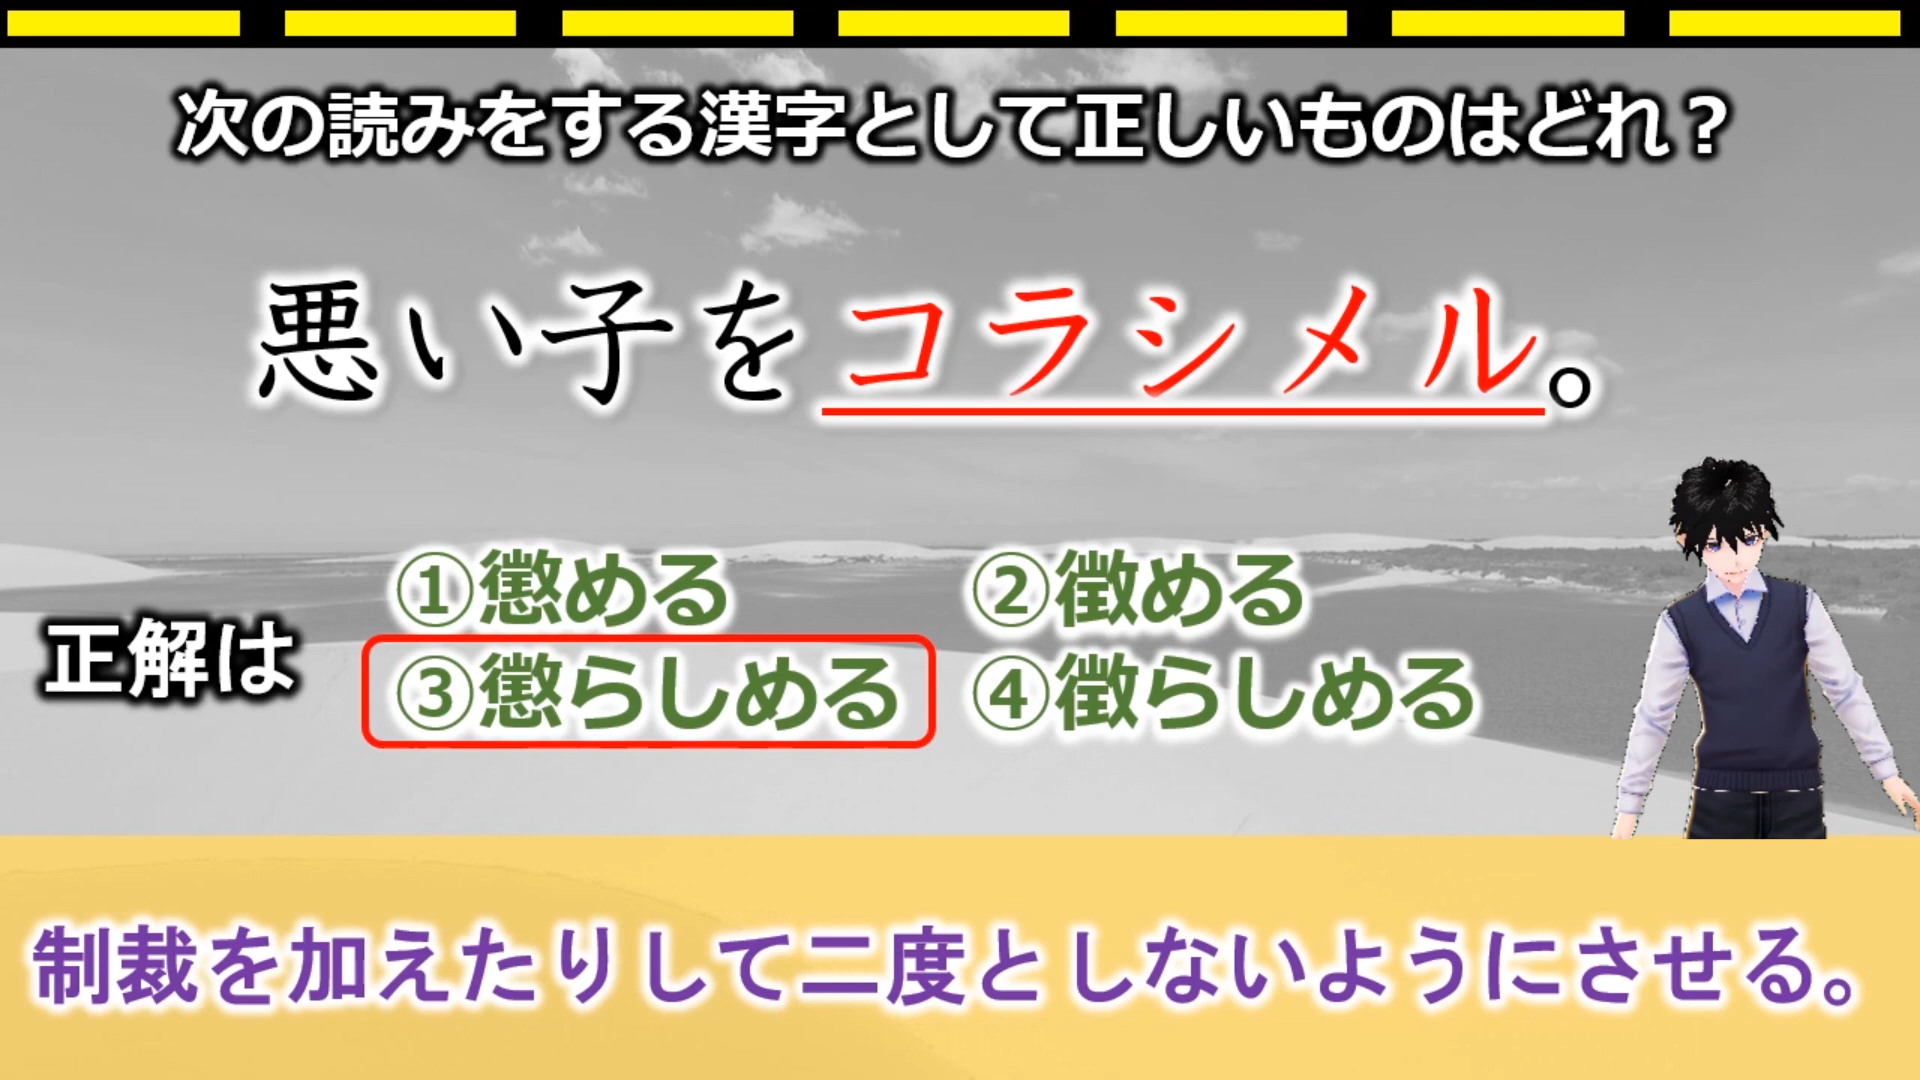 次の読みをする漢字として正しいものはどれ？
悪い子をコラシメル。
①懲める ②徴める
正解は
③懲らしめる ④徴らしめる
制裁を加えたりして二度としないようにさせる。